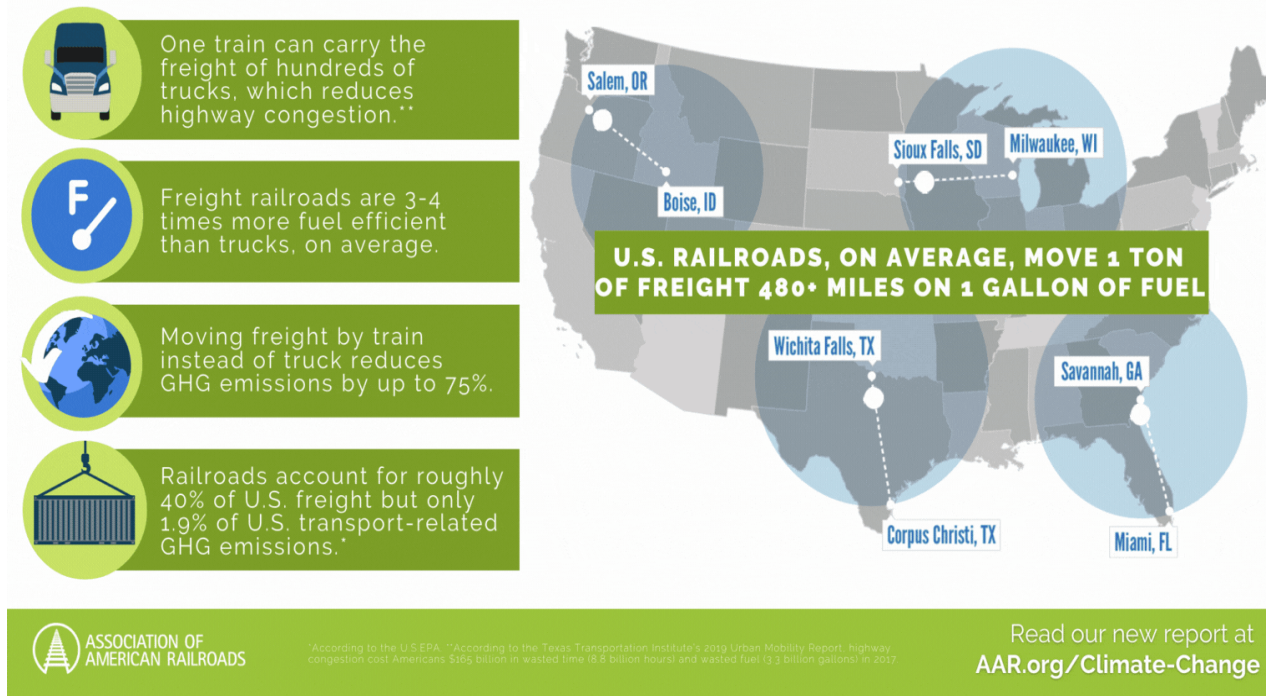 One train can carry the
freight of hundreds of
trucks, which reduces
highway congestion.**
F
Freight railroads are 3-4
times more fuel efficient
than trucks, on average.
Moving freight by train
instead of truck reduces
GHG emissions by up to 75%.
Railroads account for roughly
40% of U.S. freight but only
1.9% of U.S. transport-related
GHG emissions.*
Salem, OR
Boise, ID
Sioux Falls, SD
Milwaukee, WI
U.S. RAILROADS, ON AVERAGE, MOVE 1 TON
OF FREIGHT 480+ MILES ON 1 GALLON OF FUEL
Wichita Falls, TX
Corpus Christi, TX
Savannah, GA
Miami, FL
ASSOCIATION OF
AMERICAN RAILROADS
*According to the U.S.EPA. **According to the Texas Transportation Institute's 2019 Urban Mobility Report, highway
congestion cost Americans $165 billion in wasted time (8.8 billion hours) and wasted fuel (3.3 billion gallons) in 2017
Read our new report at
AAR.org/Climate-Change